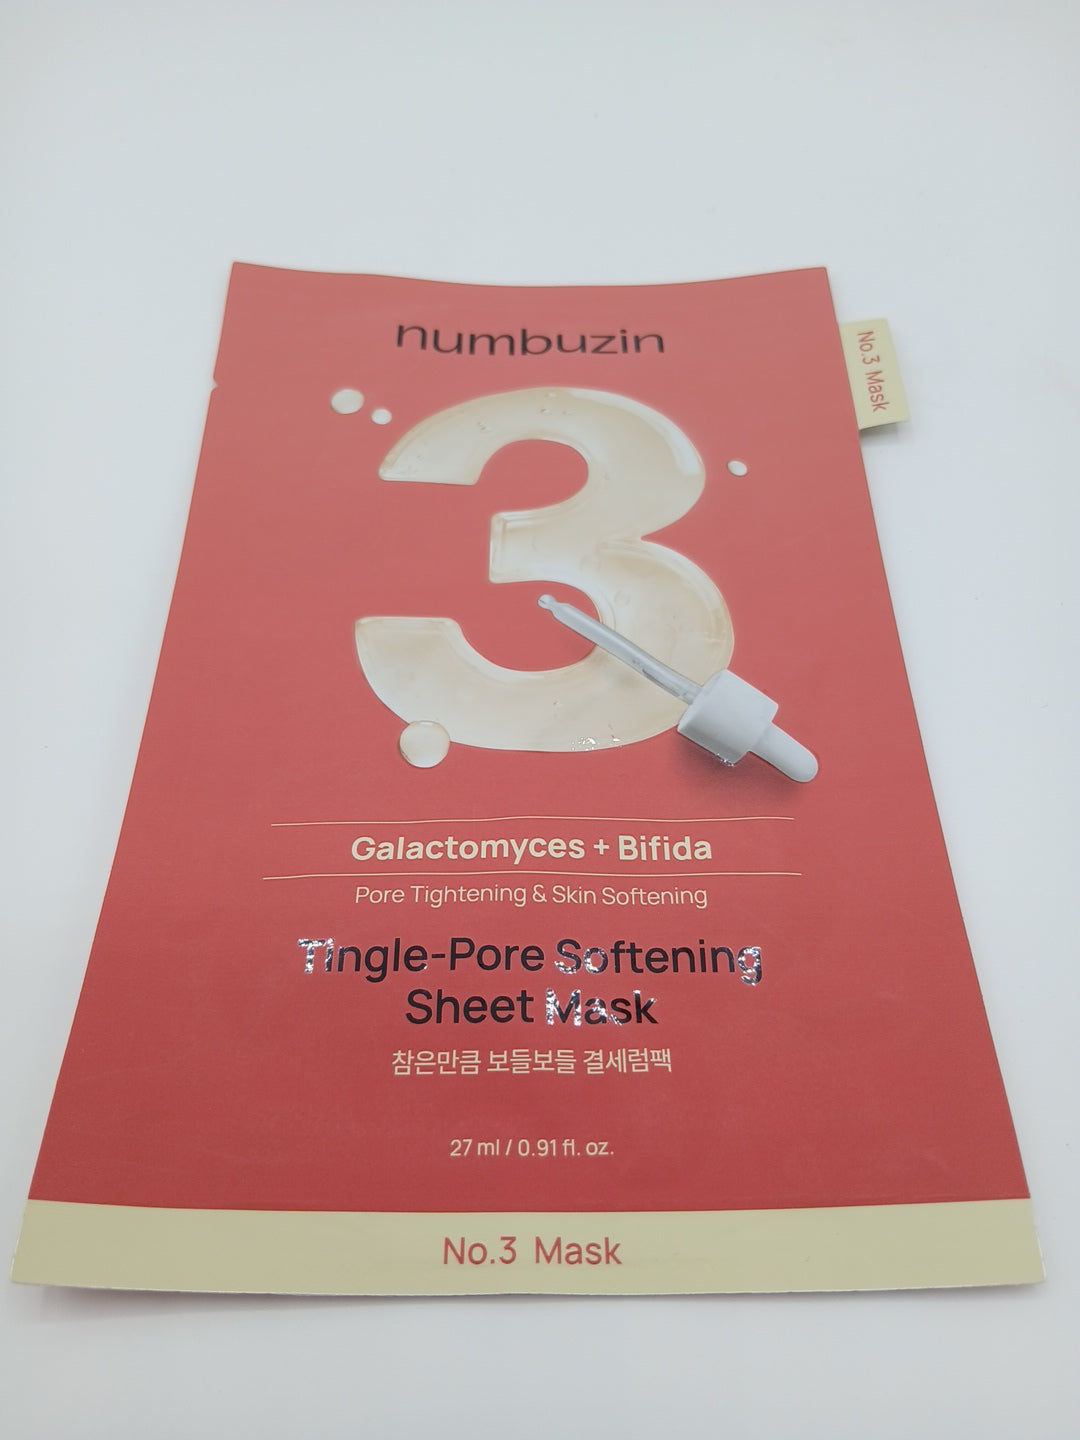 numbuzin
No.3 Mask
3
Galactomyces + Bifida
Pore Tightening & Skin Softening
Tingle-Pore Softening
Sheet Mask
참은만큼 보들보들 결세럼팩
27 ml / 0.91 fl. oz.
No.3 Mask